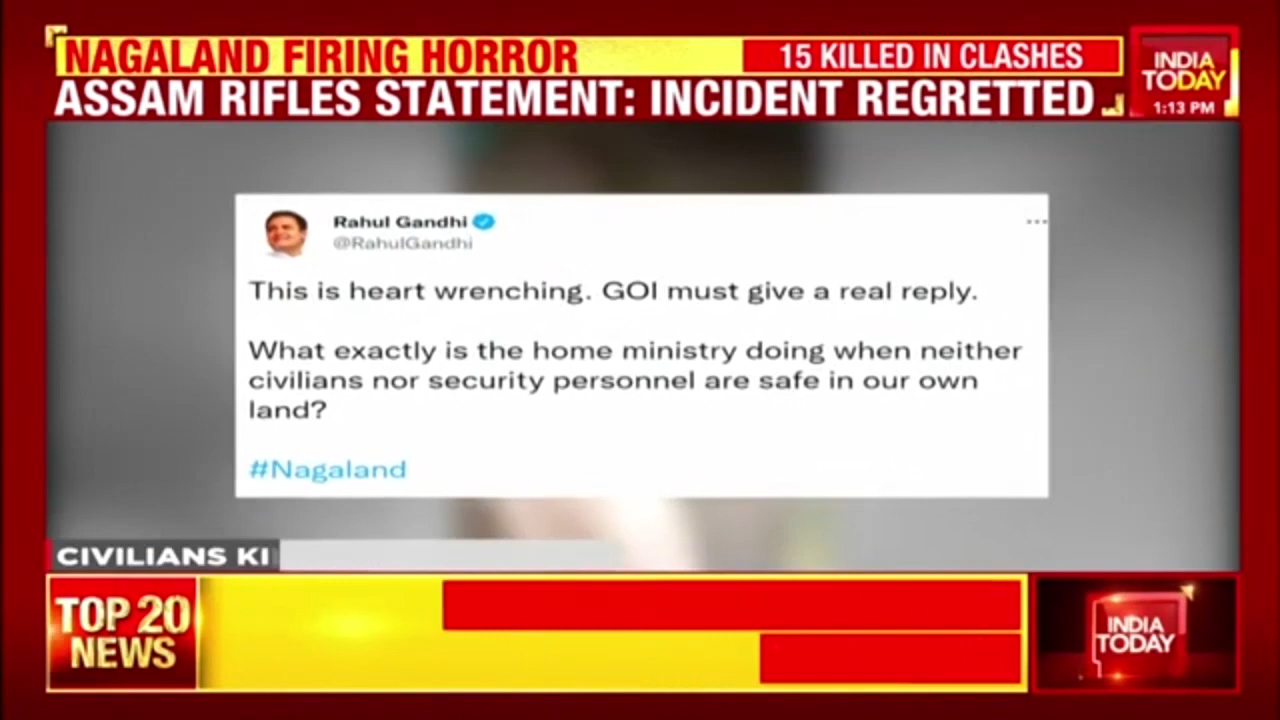 NAGALAND FIRING HORROR
15 KILLED IN CLASHES
INDIA
TODAY
1:13 PM
ASSAM RIFLES STATEMENT: INCIDENT REGRETTED
Rahul Gandhi
@RahulGandhi
This is heart wrenching. GOI must give a real reply.
What exactly is the home ministry doing when neither
civilians nor security personnel are safe in our own
land?
#Nagaland
CIVILIANS KI
TOP 20
NEWS
INDIA
TODAY